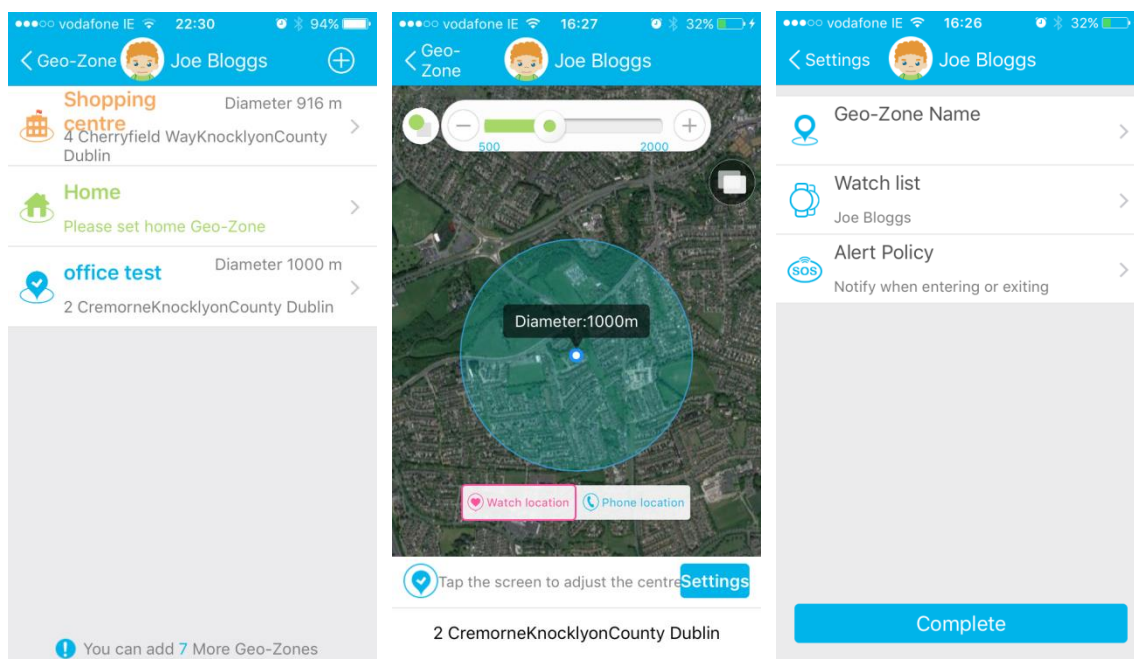 vodafone IE 22:30 94%
Geo-Zone Joe Bloggs
Shopping centre
Diameter 916 m
4 Cherryfield WayKnocklyonCounty
Dublin
Home
Please set home Geo-Zone
office test
Diameter 1000 m
2 CremorneKnocklyonCounty Dublin
You can add 7 More Geo-Zones
vodafone IE 16:27 32%
Geo-
Zone
Joe Bloggs
500 2000
Diameter:1000m
Watch location Phone location
Tap the screen to adjust the centre Settings
2 CremorneKnocklyonCounty Dublin
vodafone IE 16:26 32%
Settings Joe Bloggs
Geo-Zone Name
Watch list
Joe Bloggs
SOS
Alert Policy
Notify when entering or exiting
Complete